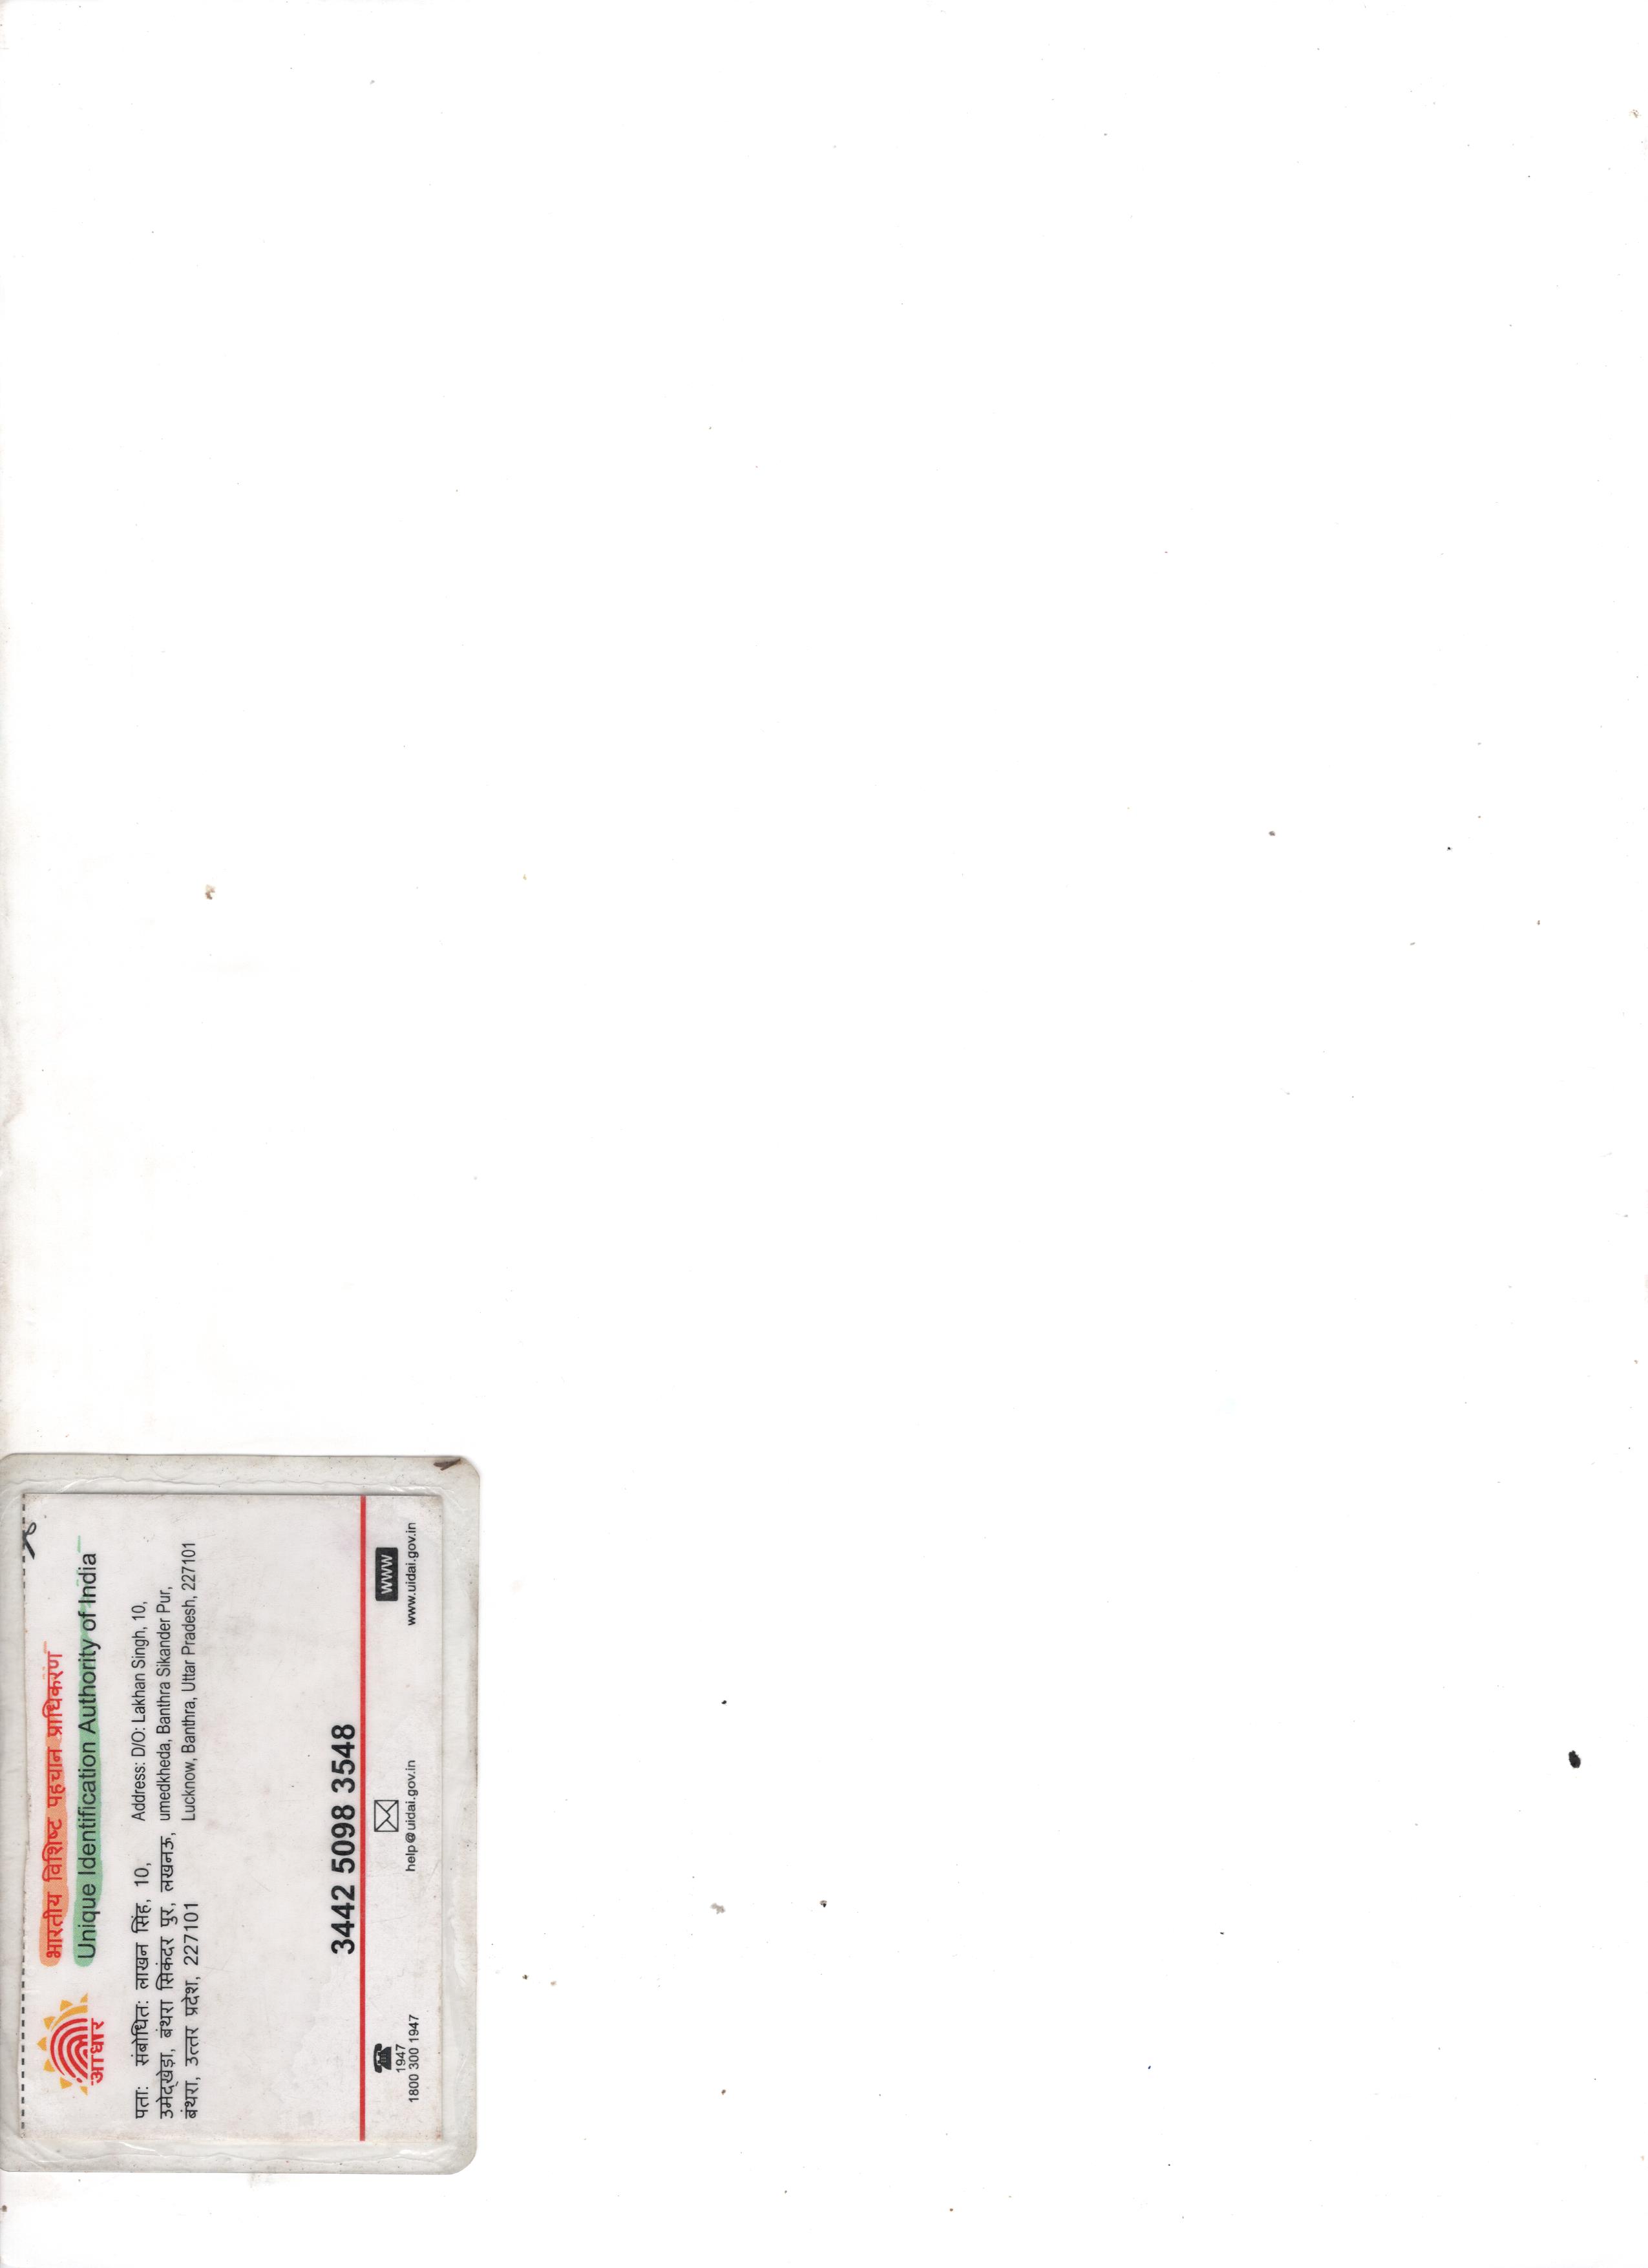 भारतीय विशिष्ट पहचान प्राधिकरण
Unique Identification Authority of India
आधार
पताः संबोधितः लाखन सिंह, 10,
उमेद्खेड़ा, बंथरा सिकंदर पुर, लखनऊ,
बंथरा, उत्तर प्रदेश, 227101
Address: D/O: Lakhan Singh, 10,
umedkheda, Banthra Sikander Pur,
Lucknow, Banthra, Uttar Pradesh, 227101
3442 5098 3548
1947
1800 300 1947
help@uidai.gov.in
www
www.uidai.gov.in